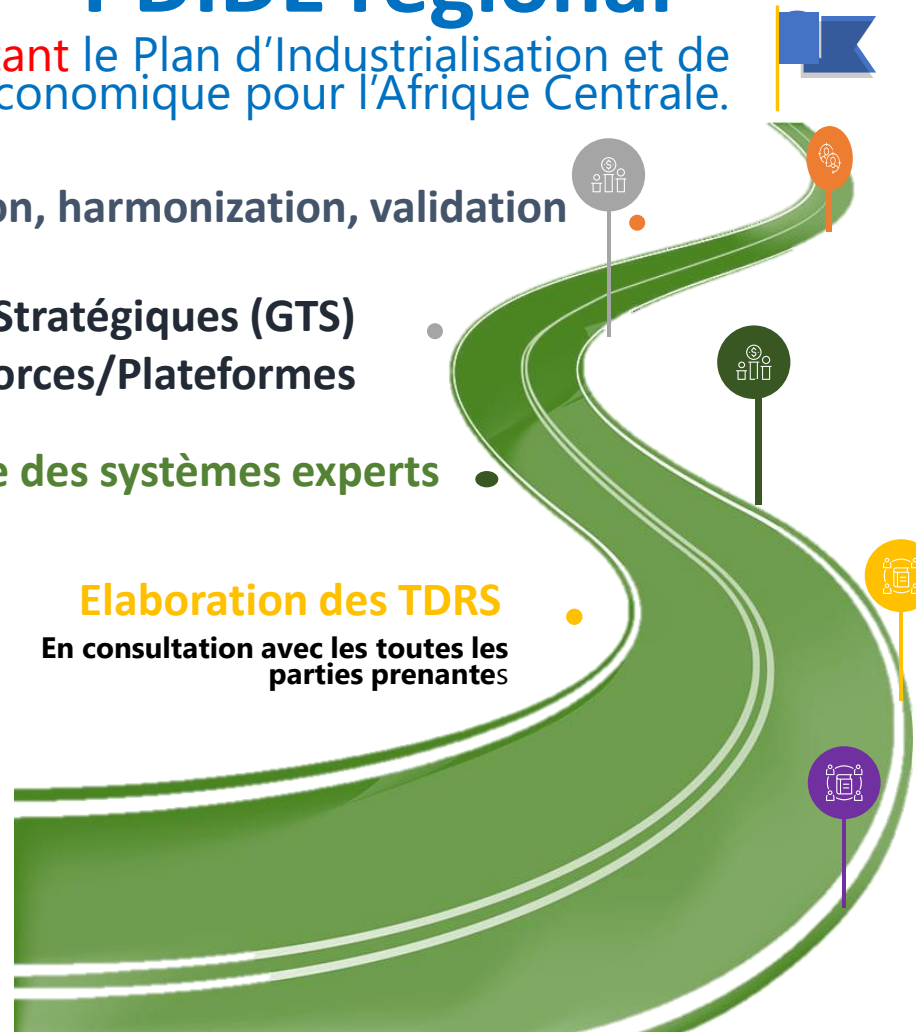 PDIDE régional
tant le Plan d’Industrialisation et de
conomique pour l’Afrique Centrale.
on, harmonization, validation
Stratégiques (GTS)
orces/Plateformes
e des systèmes experts
Elaboration des TDRS
En consultation avec les toutes les
parties prenantes